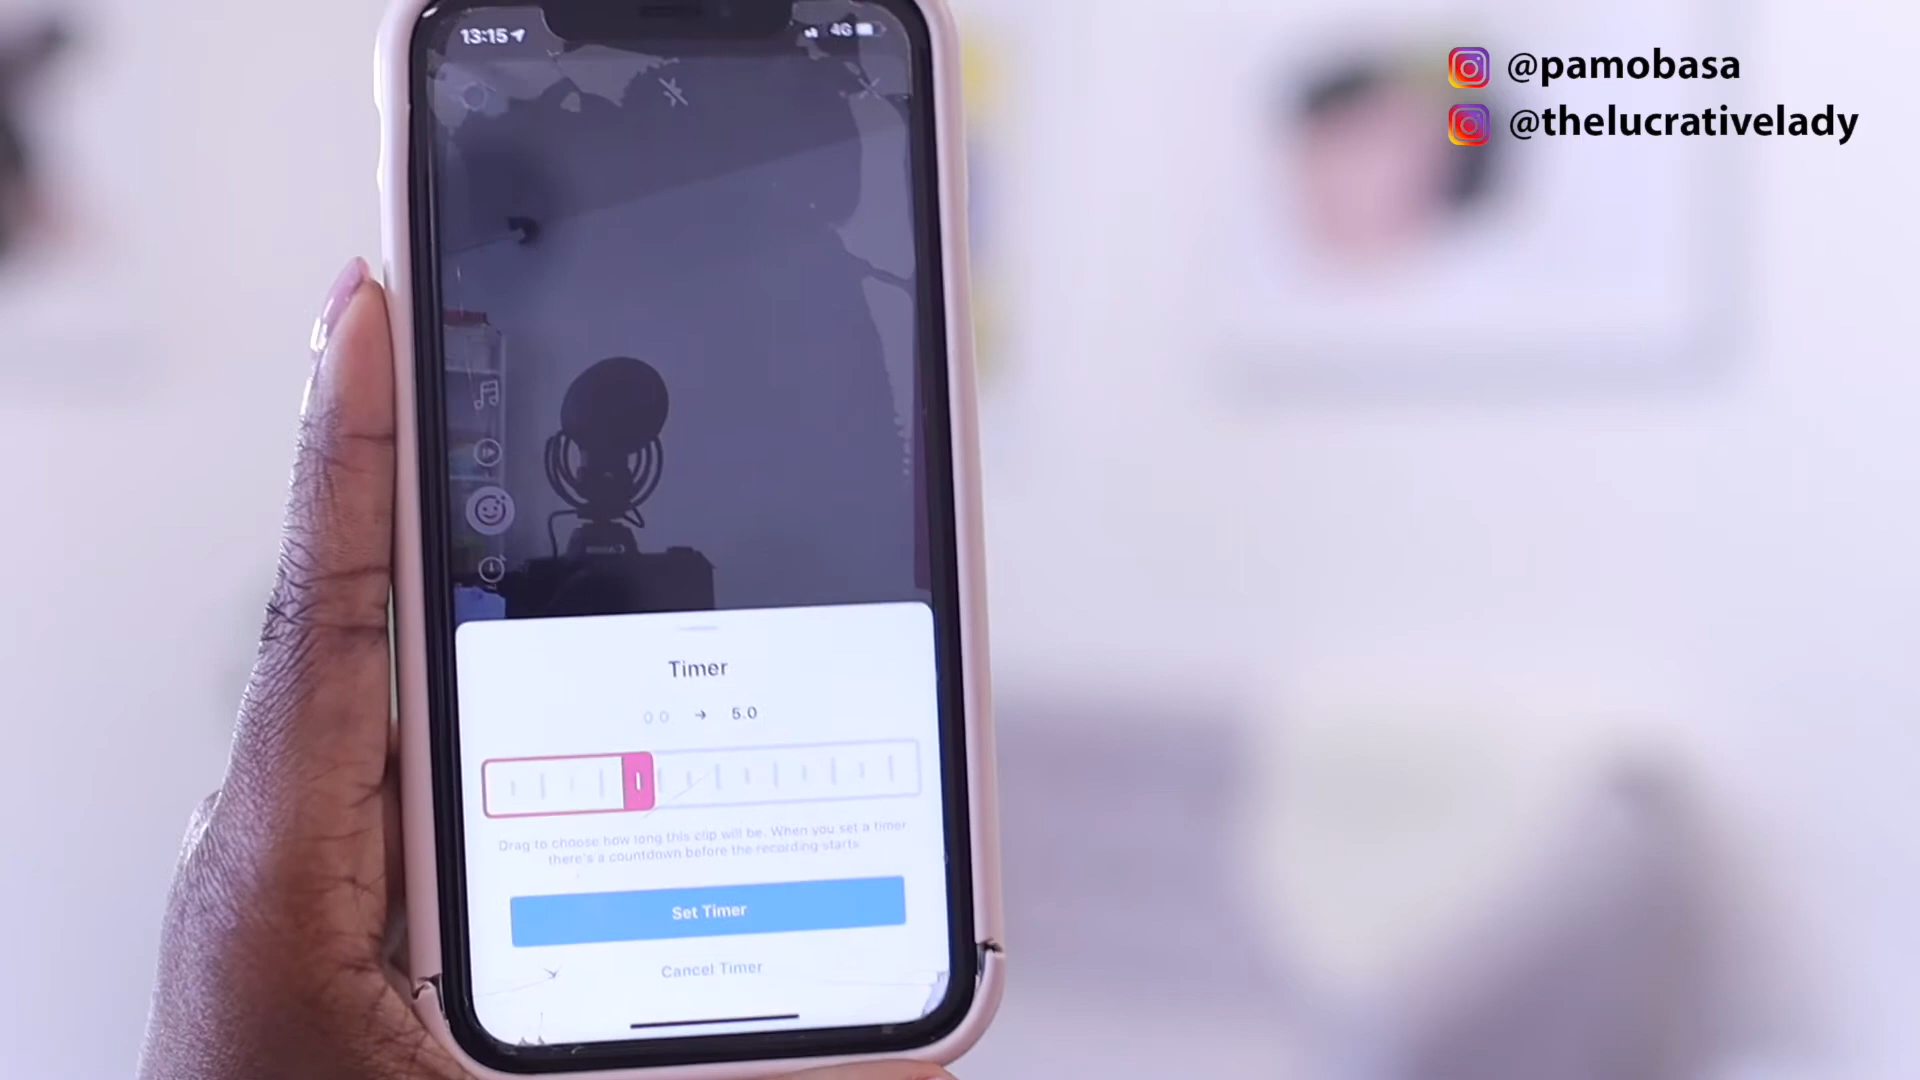 13:15
4G
@pamobasa
@thelucrativelady
Timer
0.0 → 5.0
Drag to choose how long this clip will be. When you set a timer
there's a countdown before the recording starts.
Set Timer
Cancel Timer